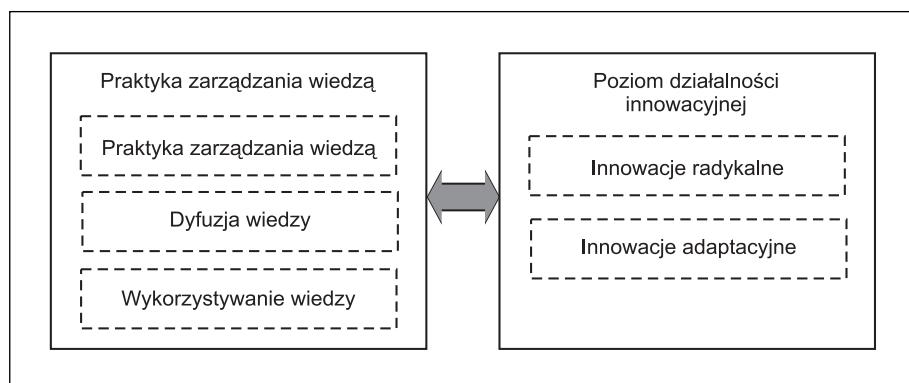 Praktyka zarządzania wiedzą
Praktyka zarządzania wiedzą
Dyfuzja wiedzy
Wykorzystywanie wiedzy
Poziom działalności
innowacyjnej
Innowacje radykalne
Innowacje adaptacyjne